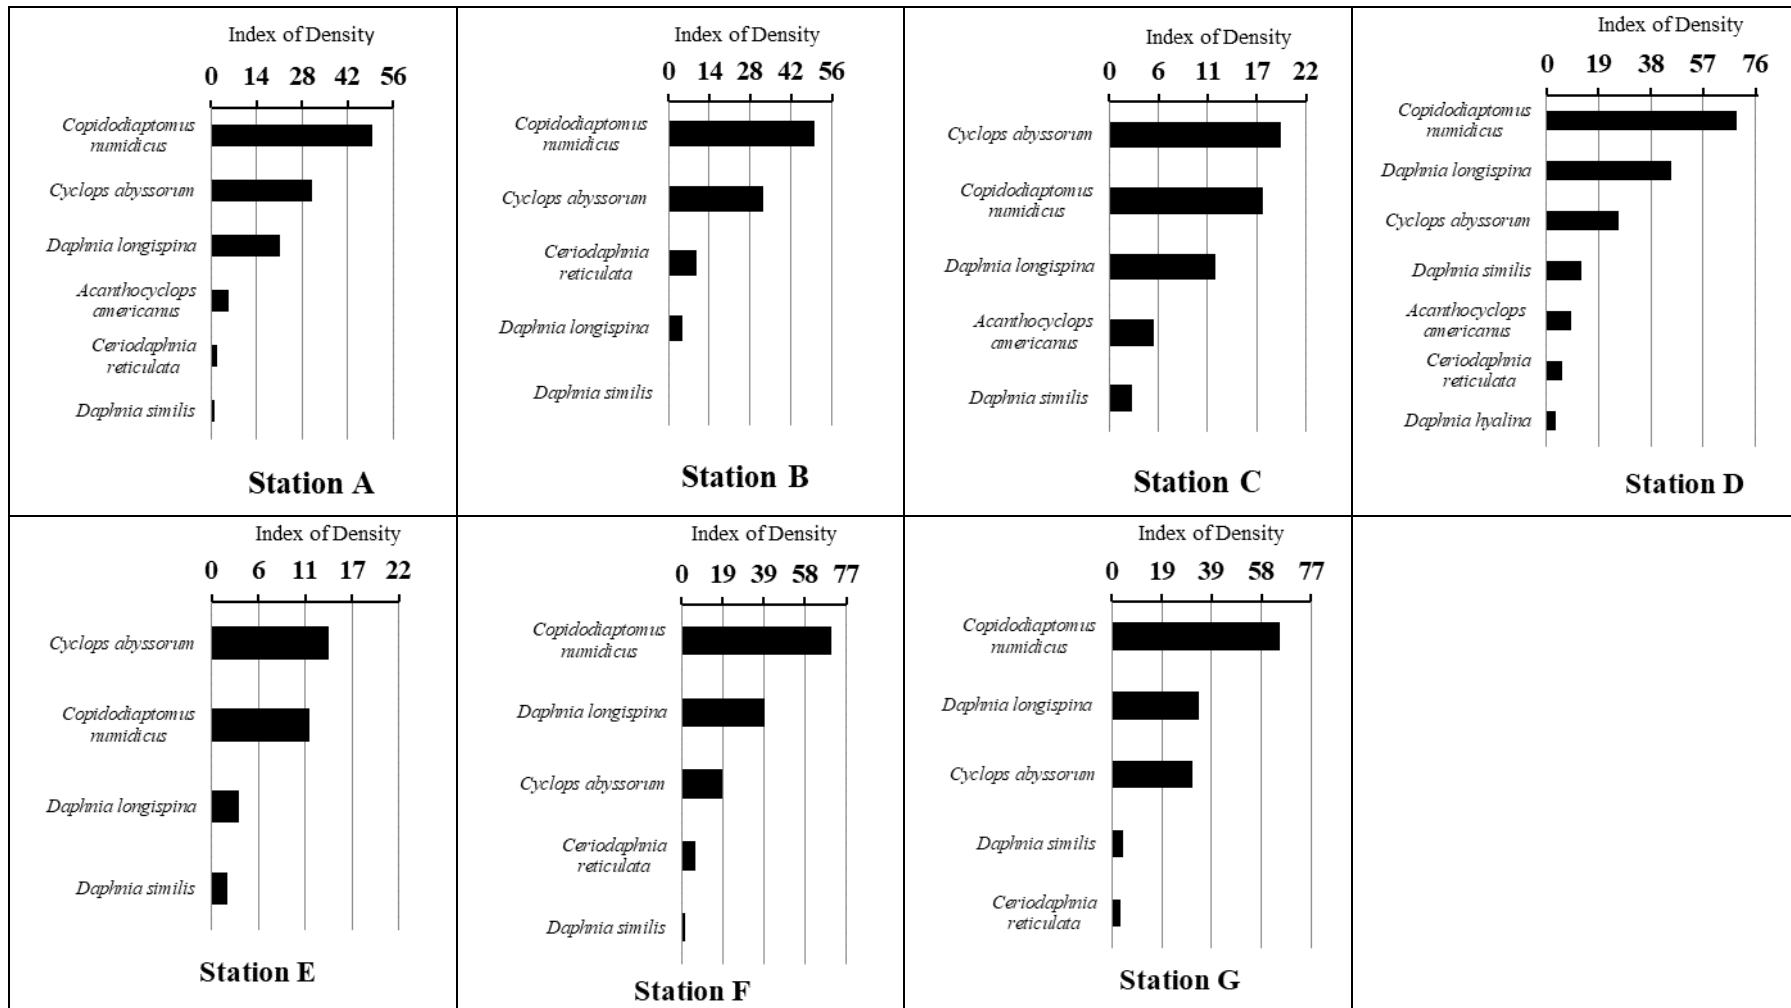 Index of Density
0 14 28 42 56
Copidodiaptomus
numidicus
Cyclops abyssorum
Daphnia longispina
Acanthocyclops
americanus
Ceriodaphnia
reticulata
Daphnia similis
Station A
Index of Density
0 14 28 42 56
Copidodiaptomus
numidicus
Cyclops abyssorum
Ceriodaphnia
reticulata
Daphnia longispina
Daphnia similis
Station B
Index of Density
0 6 11 17 22
Cyclops abyssorum
Copidodiaptomus
numidicus
Daphnia longispina
Acanthocyclops
americanus
Daphnia similis
Station C
Index of Density
0 19 38 57 76
Copidodiaptomus
numidicus
Daphnia longispina
Cyclops abyssorum
Daphnia similis
Acanthocyclops
americanus
Ceriodaphnia
reticulata
Daphnia hyalina
Station D
Index of Density
0 6 11 17 22
Cyclops abyssorum
Copidodiaptomus
numidicus
Daphnia longispina
Daphnia similis
Station E
Index of Density
0 19 39 58 77
Copidodiaptomus
numidicus
Daphnia longispina
Cyclops abyssorum
Ceriodaphnia
reticulata
Daphnia similis
Station F
Index of Density
0 19 39 58 77
Copidodiaptomus
numidicus
Daphnia longispina
Cyclops abyssorum
Daphnia similis
Ceriodaphnia
reticulata
Station G